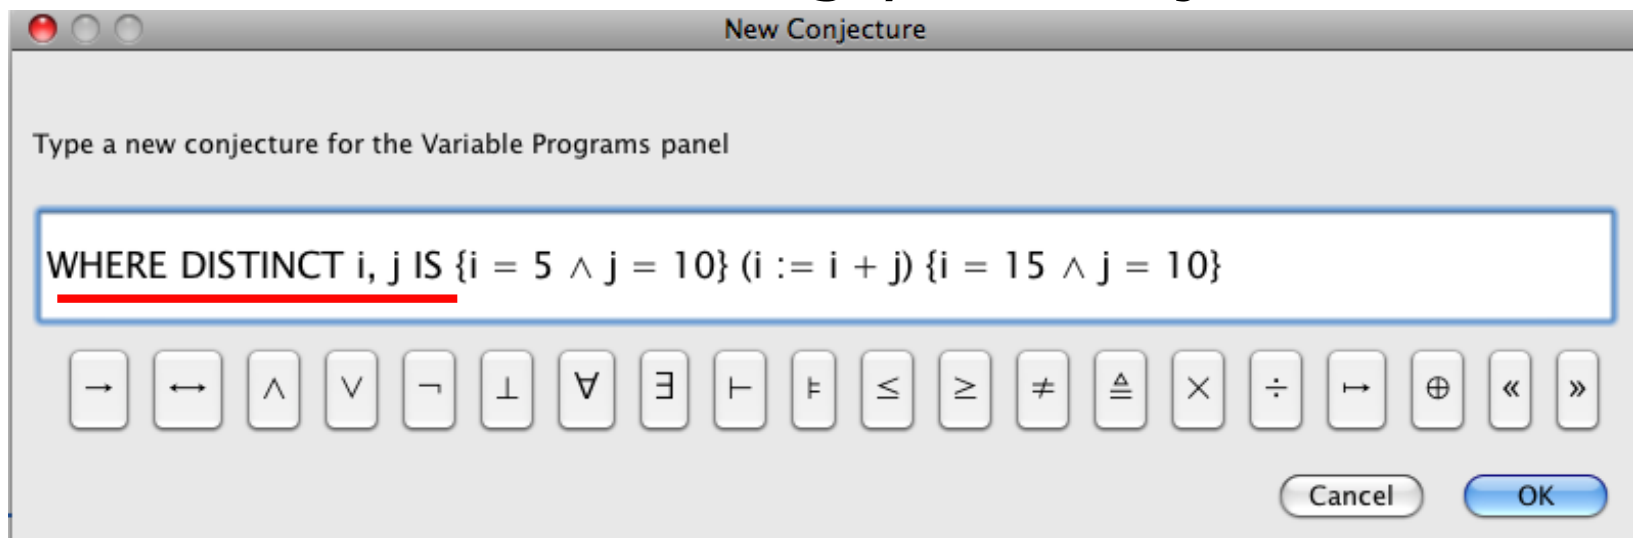 New Conjecture
Type a new conjecture for the Variable Programs panel
WHERE DISTINCT i, j IS {i = 5 ∧ j = 10} (i := i + j) {i = 15 ∧ j = 10}
→ ↔ ∧ ∨ ¬ ⊥ ∀ ∃ ⊢ ⊧ ≤ ≥ ≠ ≜ × ÷ ↦ ⊕ « »
Cancel OK